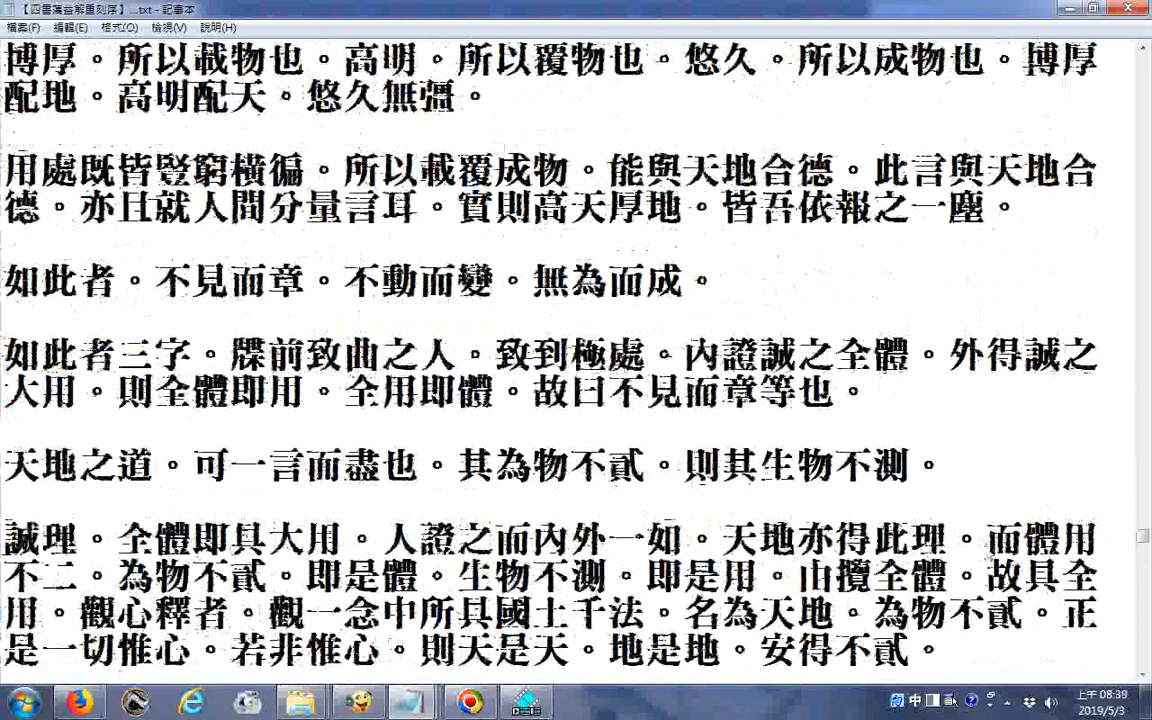 【四書蕅益解重刻序】....txt - 記事本
檔案(F) 編輯(E) 格式(O) 檢視(V) 說明(H)
博厚。所以載物也。高明。所以覆物也。悠久。所以成物也。博厚
配地。高明配天。悠久無彊。
用處既皆豎窮橫徧。所以載覆成物。能與天地合德。此言與天地合
德。亦且就人間分量言耳。實則高天厚地。皆吾依報之一塵。
如此者。不見而章。不動而變。無為而成。
如此者三字。牒前致曲之人。致到極處。內證誠之全體。外得誠之
大用。則全體即用。全用即體。故曰不見而章等也。
天地之道。可一言而盡也。其為物不貳。則其生物不測。
誠理。全體即具大用。人證之而內外一如。天地亦得此理。而體用
不二。為物不貳。即是體。生物不測。即是用。由攬全體。故具全
用。觀心釋者。觀一念中所具國土千法。名為天地。為物不貳。正
是一切惟心。若非惟心。則天是天。地是地。安得不貳。
中
上午 08:39
2019/5/3